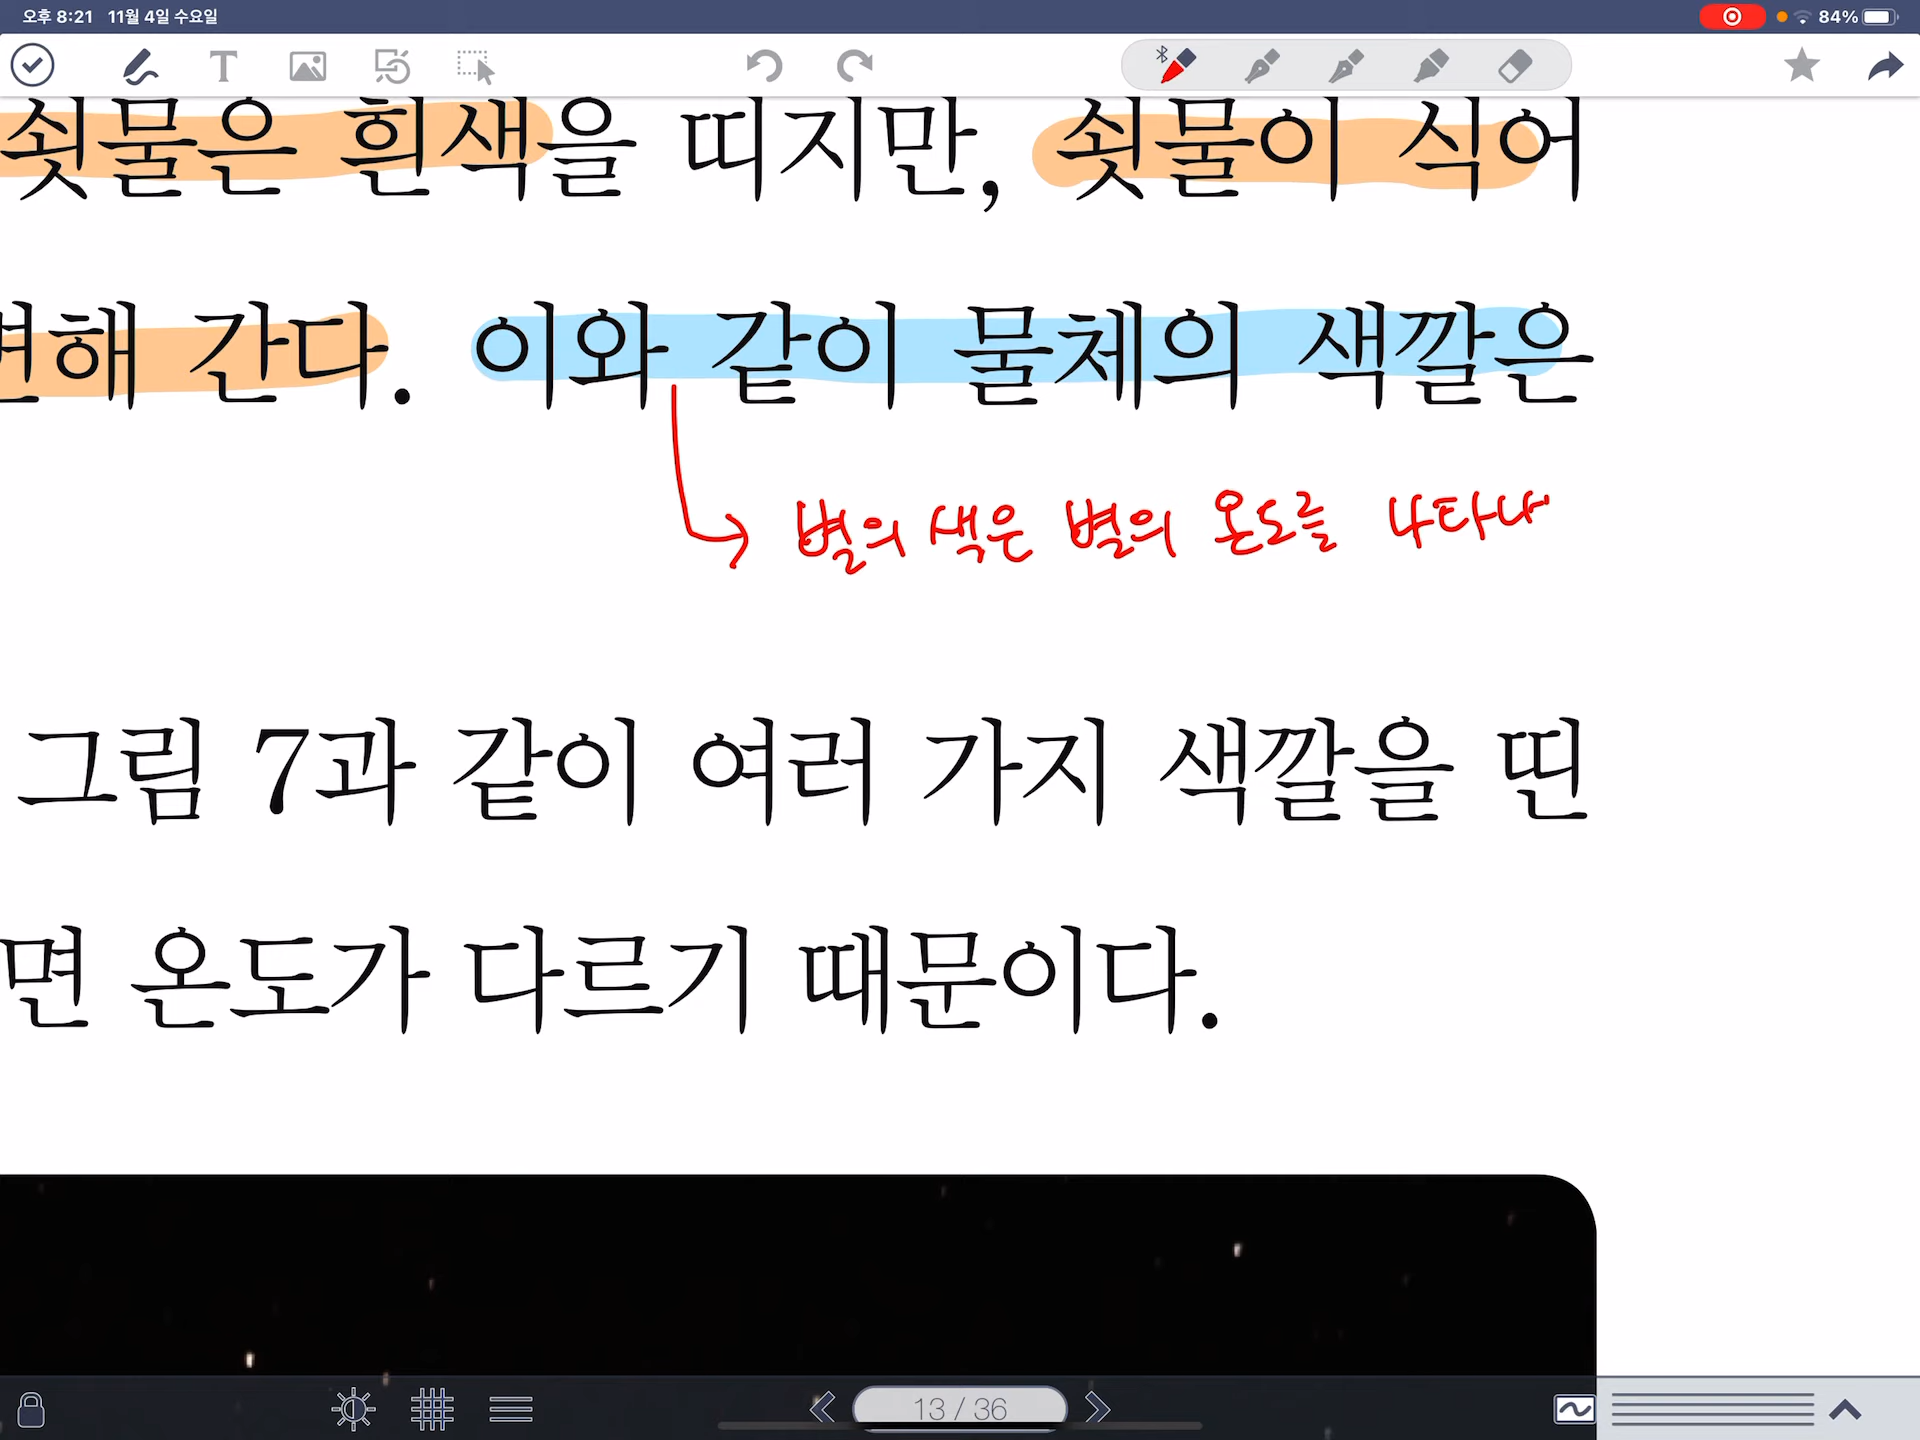 오후 8:21 11월 4일 수요일
84%
쇳물은 흰색을 띠지만, 쇳물이 식어
변해 간다. 이와 같이 물체의 색깔은
별의 색은 별의 온도를 나타내
그림 7과 같이 여러 가지 색깔을 띤
면 온도가 다르기 때문이다.
13 / 36